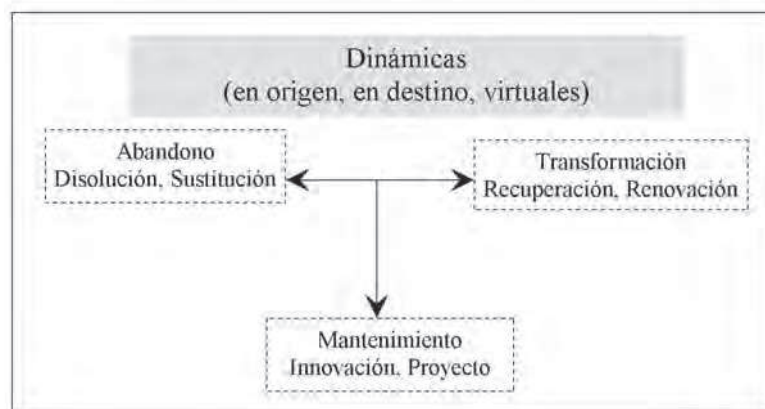 Dinámicas
(en origen, en destino, virtuales)
Abandono
Disolución, Sustitución
Transformación
Recuperación, Renovación
Mantenimiento
Innovación, Proyecto